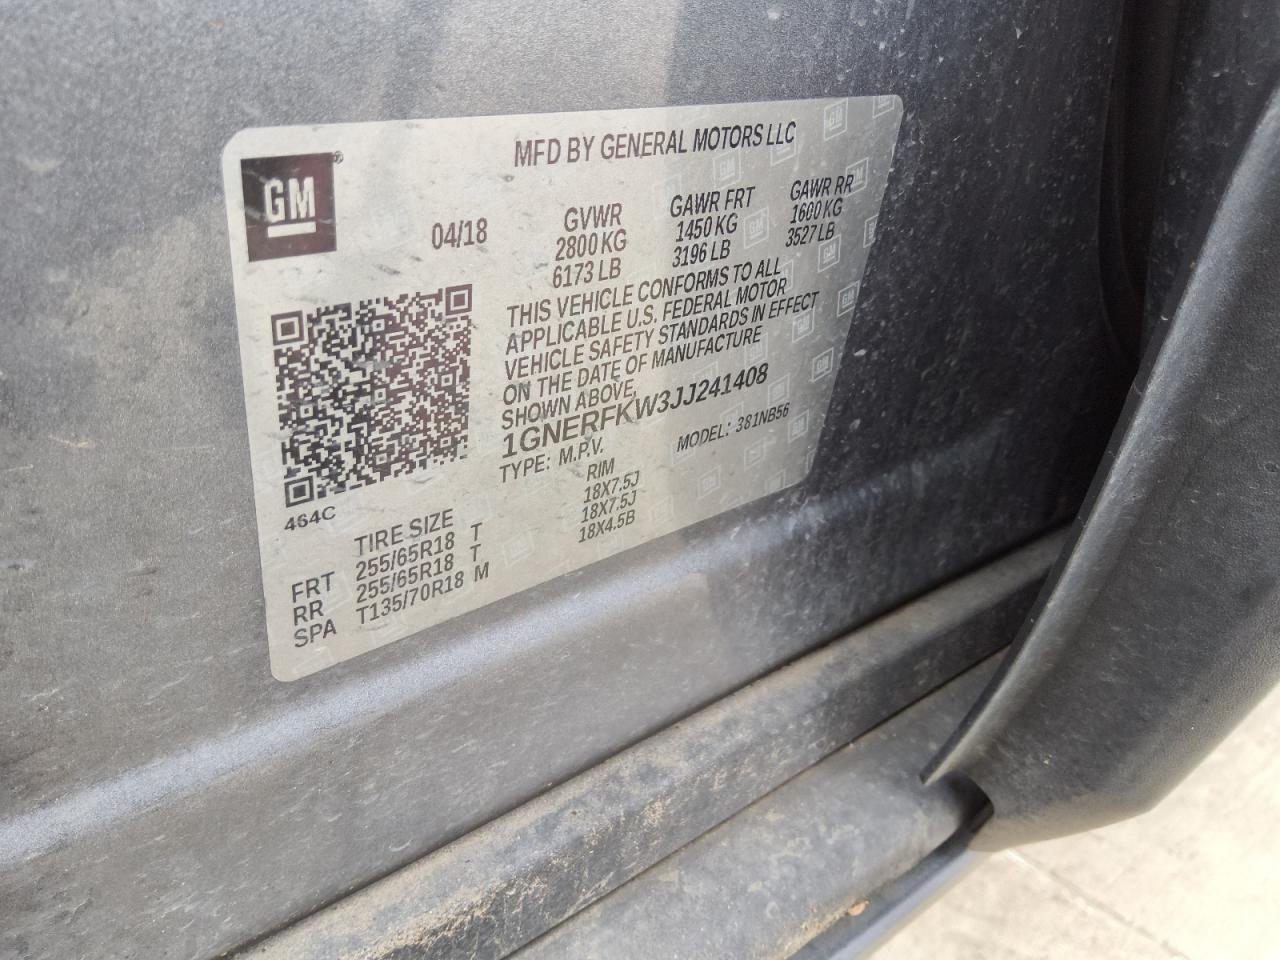 MFD BY GENERAL MOTORS LLC
GM
04/18
GVWR
2800 KG
6173 LB
GAWR FRT
1450 KG
3196 LB
GAWR RR
1600 KG
3527 LB
THIS VEHICLE CONFORMS TO ALL
APPLICABLE U.S. FEDERAL MOTOR
VEHICLE SAFETY STANDARDS IN EFFECT
ON THE DATE OF MANUFACTURE
SHOWN ABOVE.
1GNERFKW3JJ241408
TYPE: M.P.V. MODEL: 381NB56
464C
TIRE SIZE RIM
FRT 255/65R18 T 18X7.5J
RR 255/65R18 T 18X7.5J
SPA T135/70R18 M 18X4.5B